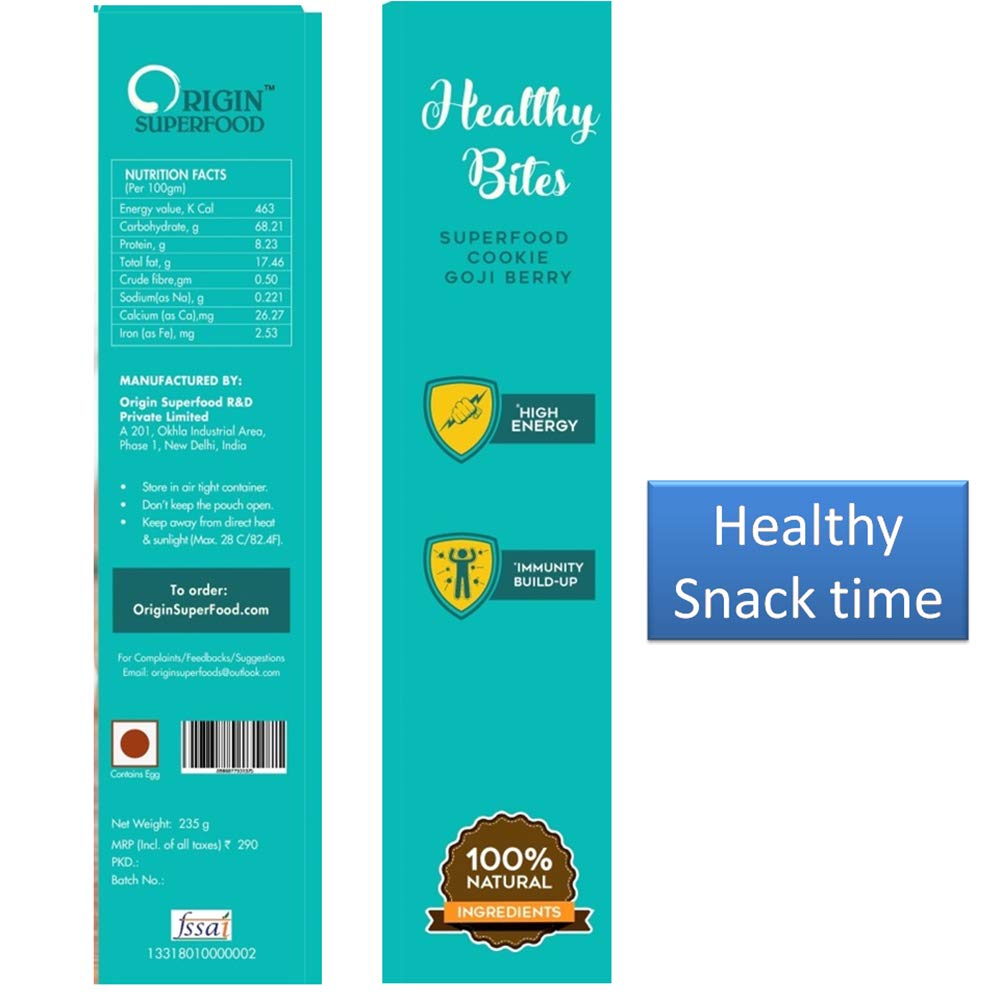 ORIGIN™
SUPERFOOD
NUTRITION FACTS
(Per 100gm)
Energy value, K Cal 463
Carbohydrate, g 68.21
Protein, g 8.23
Total fat, g 17.46
Crude fibre,gm 0.50
Sodium(as Na), g 0.221
Calcium (as Ca),mg 26.27
Iron (as Fe), mg 2.53
MANUFACTURED BY:
Origin Superfood R&D
Private Limited
A 201, Okhla Industrial Area,
Phase 1, New Delhi, India
• Store in air tight container.
• Don't keep the pouch open.
• Keep away from direct heat
& sunlight (Max. 28 C/82.4F).
To order:
OriginSuperFood.com
For Complaints/Feedbacks/Suggestions
Email: originsuperfoods@outlook.com
Contains Egg
Net Weight: 235 g
MRP (Incl. of all taxes) ₹ 290
PKD.:
Batch No.:
fssai
13318010000002
Healthy
Bites
SUPERFOOD
COOKIE
GOJI BERRY
*HIGH
ENERGY
*IMMUNITY
BUILD-UP
100%
NATURAL
INGREDIENTS
Healthy
Snack time